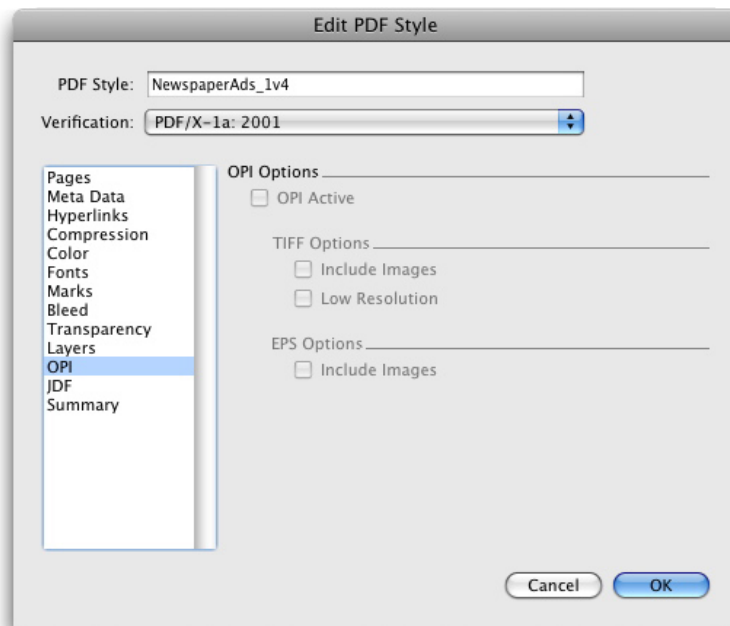 Edit PDF Style
PDF Style: NewspaperAds_1v4
Verification: PDF/X-1a: 2001
Pages
Meta Data
Hyperlinks
Compression
Color
Fonts
Marks
Bleed
Transparency
Layers
OPI
JDF
Summary
OPI Options
OPI Active
TIFF Options
Include Images
Low Resolution
EPS Options
Include Images
Cancel
OK